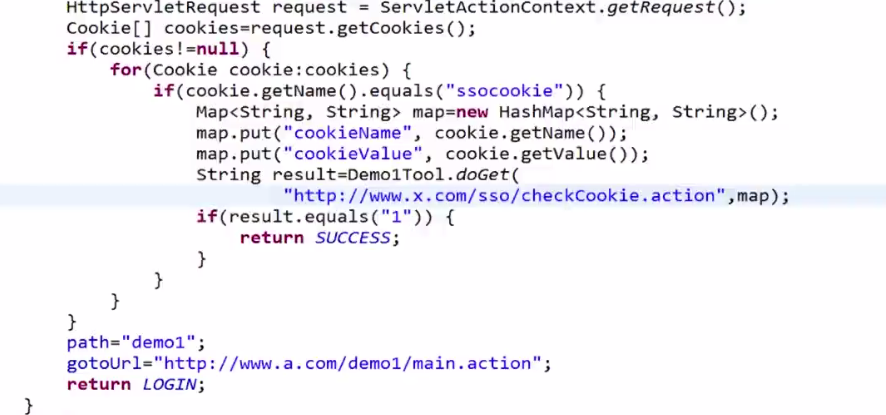 HttpServletRequest request = ServletActionContext.getRequest();
Cookie[] cookies=request.getCookies();
if(cookies!=null) {
for(Cookie cookie:cookies) {
if(cookie.getName().equals("ssocookie")) {
Map<String, String> map=new HashMap<String, String>();
map.put("cookieName", cookie.getName());
map.put("cookieValue", cookie.getValue());
String result=Demo1Tool.doGet(
"http://www.x.com/sso/checkCookie.action",map);
if(result.equals("1")) {
return SUCCESS;
}
}
}
}
path="demo1";
gotoUrl="http://www.a.com/demo1/main.action";
return LOGIN;
}